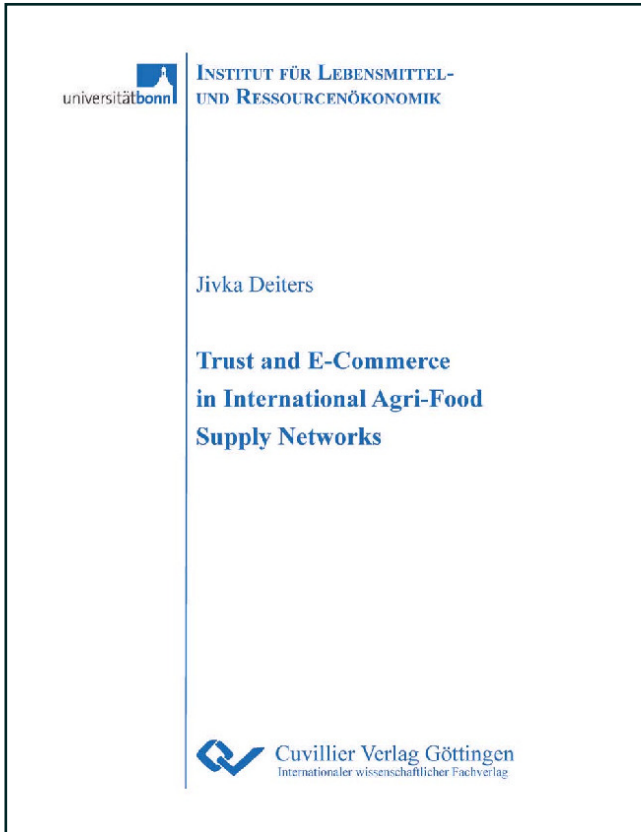 universitätbonn
INSTITUT FÜR LEBENSMITTEL-
UND RESSOURCENÖKONOMIK
Jivka Deiters
Trust and E-Commerce
in International Agri-Food
Supply Networks
Cuvillier Verlag Göttingen
Internationaler wissenschaftlicher Fachverlag